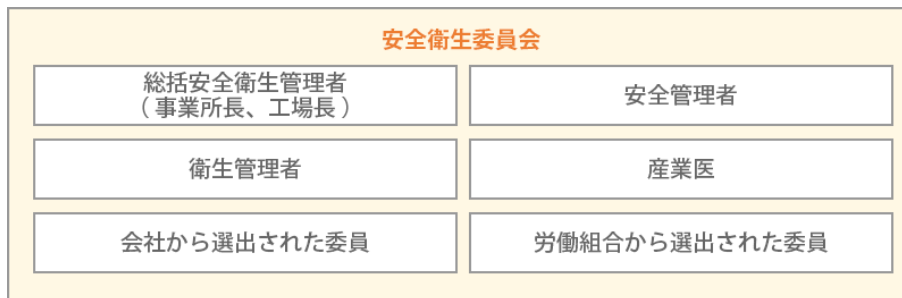 安全衛生委員会
総括安全衛生管理者
（事業所長、工場長）
安全管理者
衛生管理者
産業医
会社から選出された委員
労働組合から選出された委員